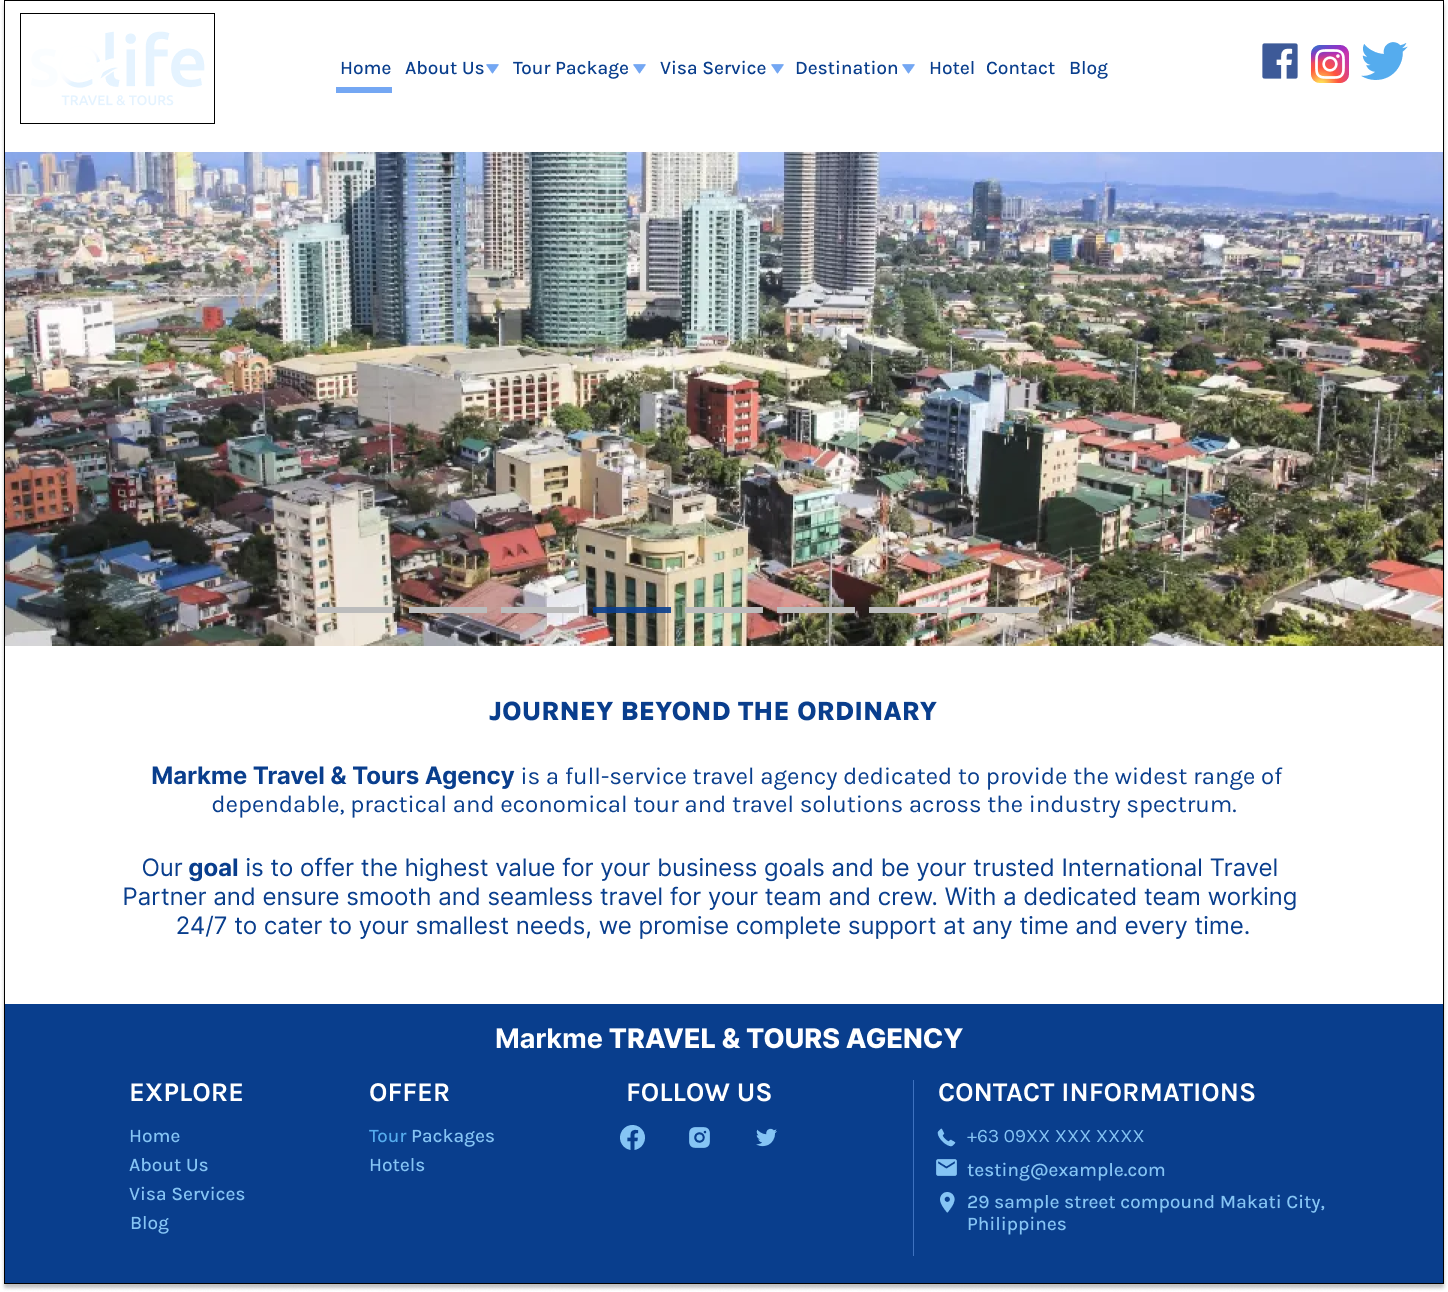 solife
TRAVEL & TOURS
Home About Us Tour Package Visa Service Destination Hotel Contact Blog
JOURNEY BEYOND THE ORDINARY
Markme Travel & Tours Agency is a full-service travel agency dedicated to provide the widest range of
dependable, practical and economical tour and travel solutions across the industry spectrum.
Our goal is to offer the highest value for your business goals and be your trusted International Travel
Partner and ensure smooth and seamless travel for your team and crew. With a dedicated team working
24/7 to cater to your smallest needs, we promise complete support at any time and every time.
Markme TRAVEL & TOURS AGENCY
EXPLORE
Home
About Us
Visa Services
Blog
OFFER
Tour Packages
Hotels
FOLLOW US
CONTACT INFORMATIONS
+63 09XX XXX XXXX
testing@example.com
29 sample street compound Makati City,
Philippines